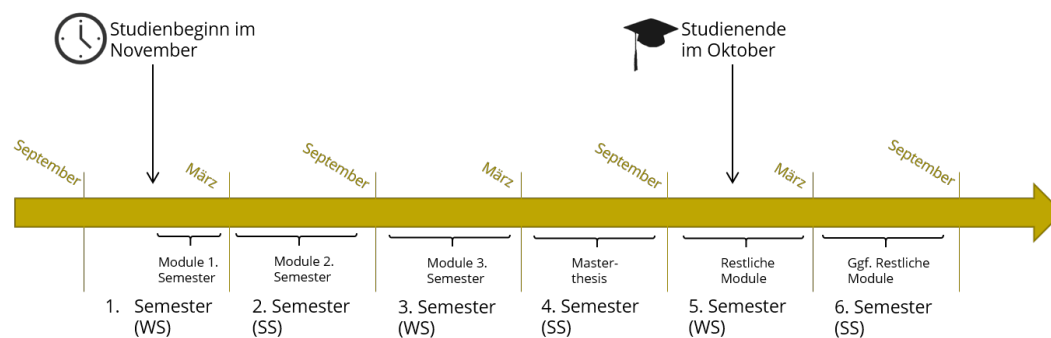 Studienbeginn im
November
Studienende
im Oktober
September
März
September
März
September
März
September
Module 1.
Semester
Module 2.
Semester
Module 3.
Semester
Master-
thesis
Restliche
Module
Ggf. Restliche
Module
1. Semester
(WS)
2. Semester
(SS)
3. Semester
(WS)
4. Semester
(SS)
5. Semester
(WS)
6. Semester
(SS)